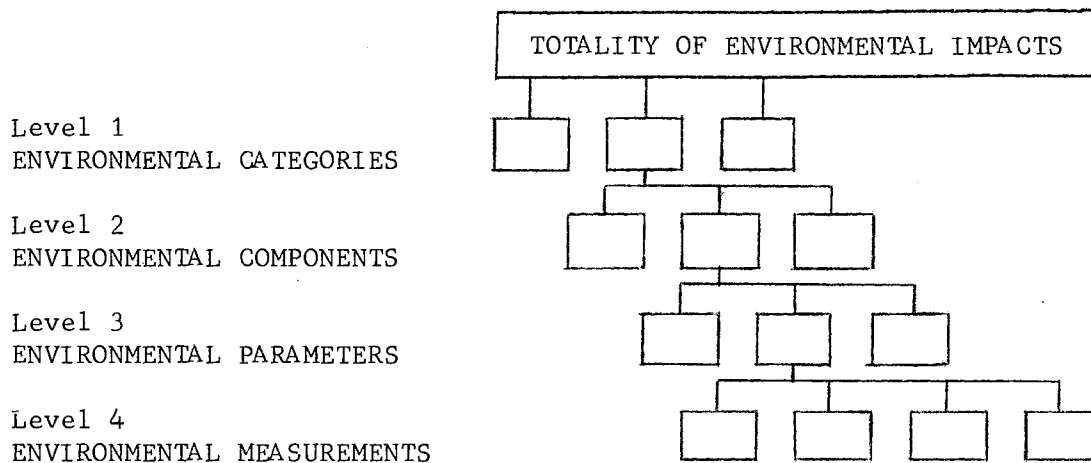 TOTALITY OF ENVIRONMENTAL IMPACTS
Level 1
ENVIRONMENTAL CATEGORIES
Level 2
ENVIRONMENTAL COMPONENTS
Level 3
ENVIRONMENTAL PARAMETERS
Level 4
ENVIRONMENTAL MEASUREMENTS